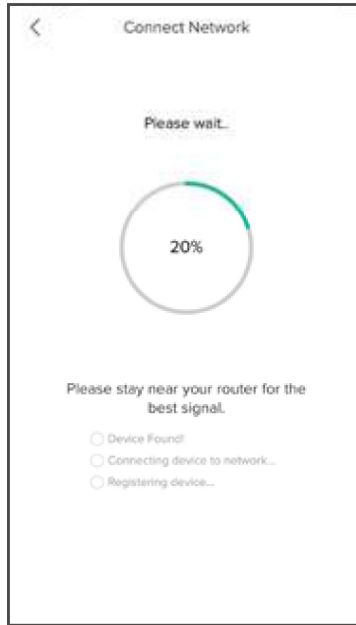 Connect Network
Please wait..
20%
Please stay near your router for the
best signal.
Device Found!
Connecting device to network...
Registering device...